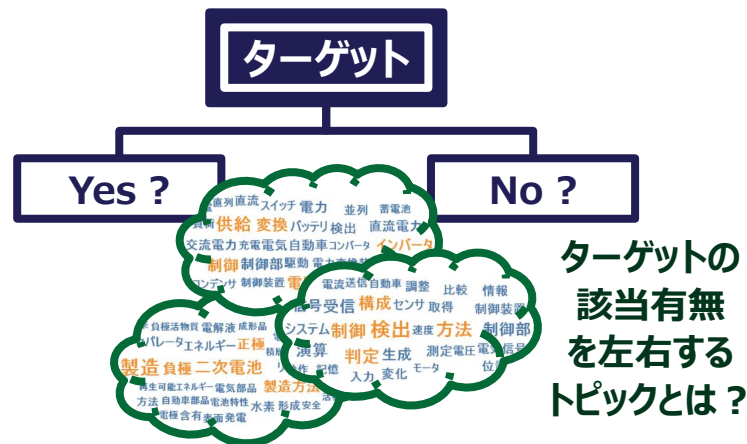 ターゲット
Yes ?
No ?
直列 直流 スイッチ 電力 並列 蓄電池
供給 変換 バッテリ 検出 直流電力
交流電力 充電 電気自動車 コンバータ インバータ
制御 制御部 駆動
コンデンサ 制御装置
電流 送信 自動車 調整 比較 情報
信号 受信 構成 センサ 取得 制御装置
システム 制御 検出 速度 方法 制御部
演算 判定 生成 測定 電圧
記憶 入力 変化 モータ
負極活物質 電解液 成形品
セパレータ エネルギー 正極
製造 負極 二次電池
再生可能エネルギー 電気部品 製造方法
方法 自動車部品 電池特性 水素 形成 安全
電極 含有 表面 発電
ターゲットの
該当有無
を左右する
トピックとは？